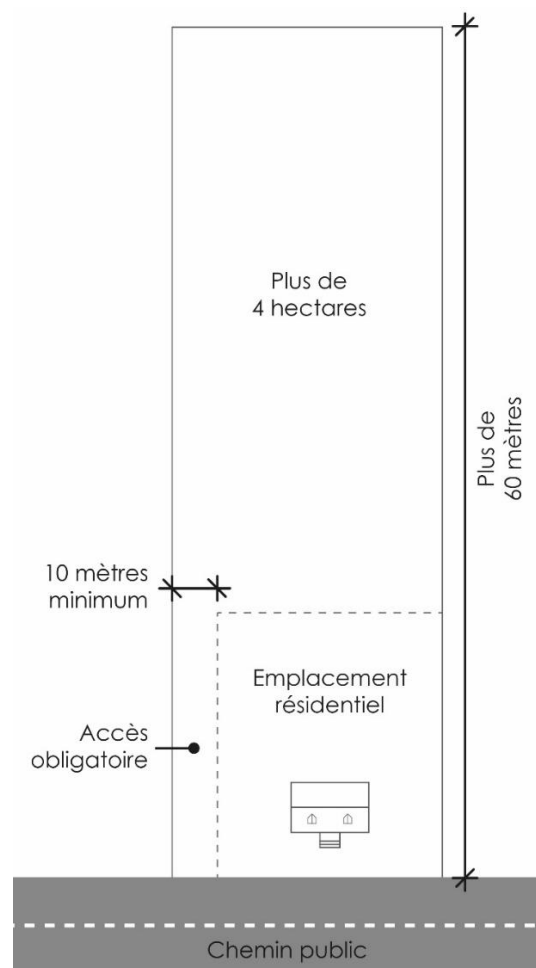 Plus de
4 hectares
Plus de
60 mètres
10 mètres
minimum
Emplacement
résidentiel
Accès
obligatoire
Chemin public